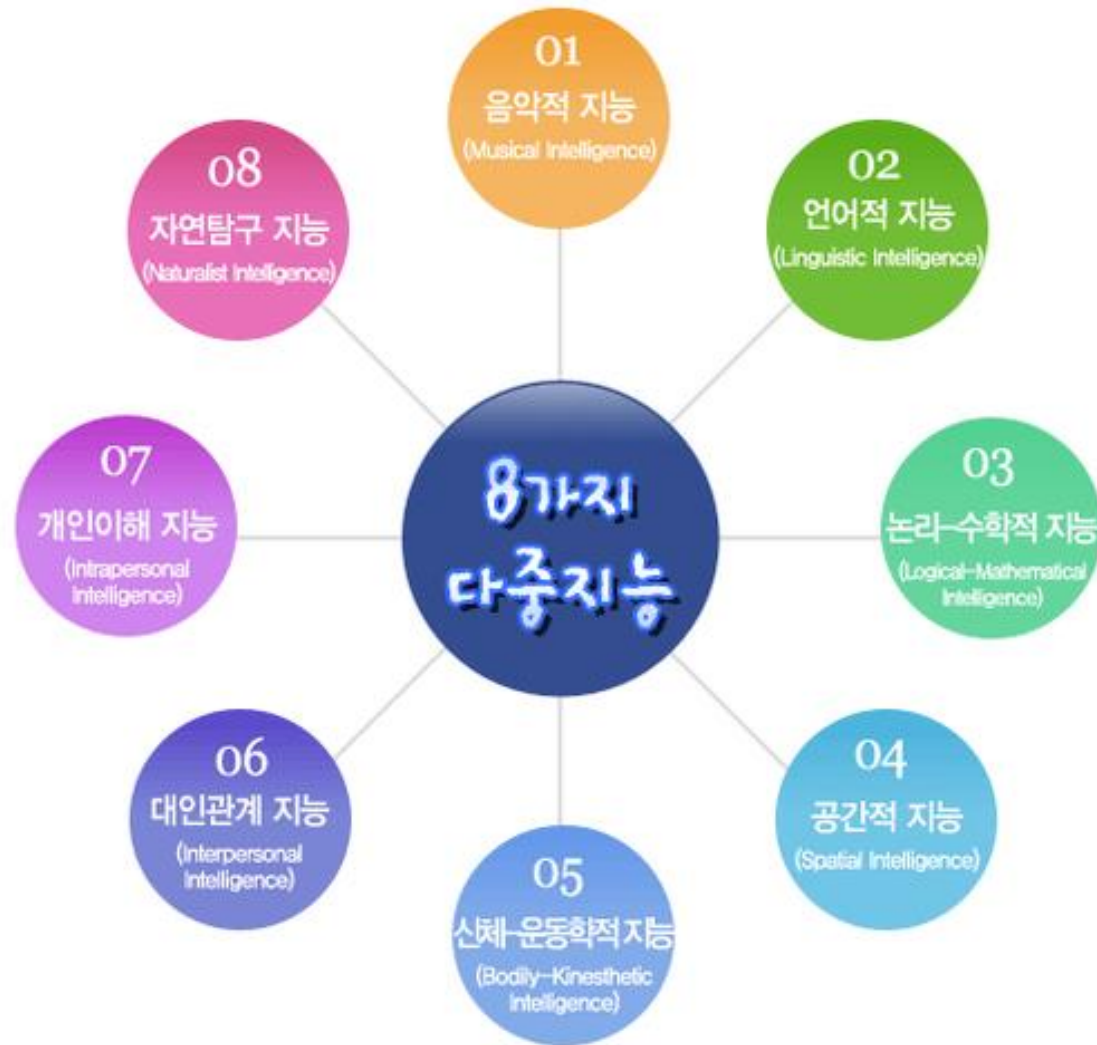 01
음악적 지능
(Musical Intelligence)
02
언어적 지능
(Linguistic Intelligence)
03
논리-수학적 지능
(Logical-Mathematical
Intelligence)
04
공간적 지능
(Spatial Intelligence)
05
신체-운동학적 지능
(Bodily-Kinesthetic
Intelligence)
06
대인관계 지능
(Interpersonal
Intelligence)
07
개인이해 지능
(Intrapersonal
Intelligence)
08
자연탐구 지능
(Naturalist Intelligence)
8가지
다중지능